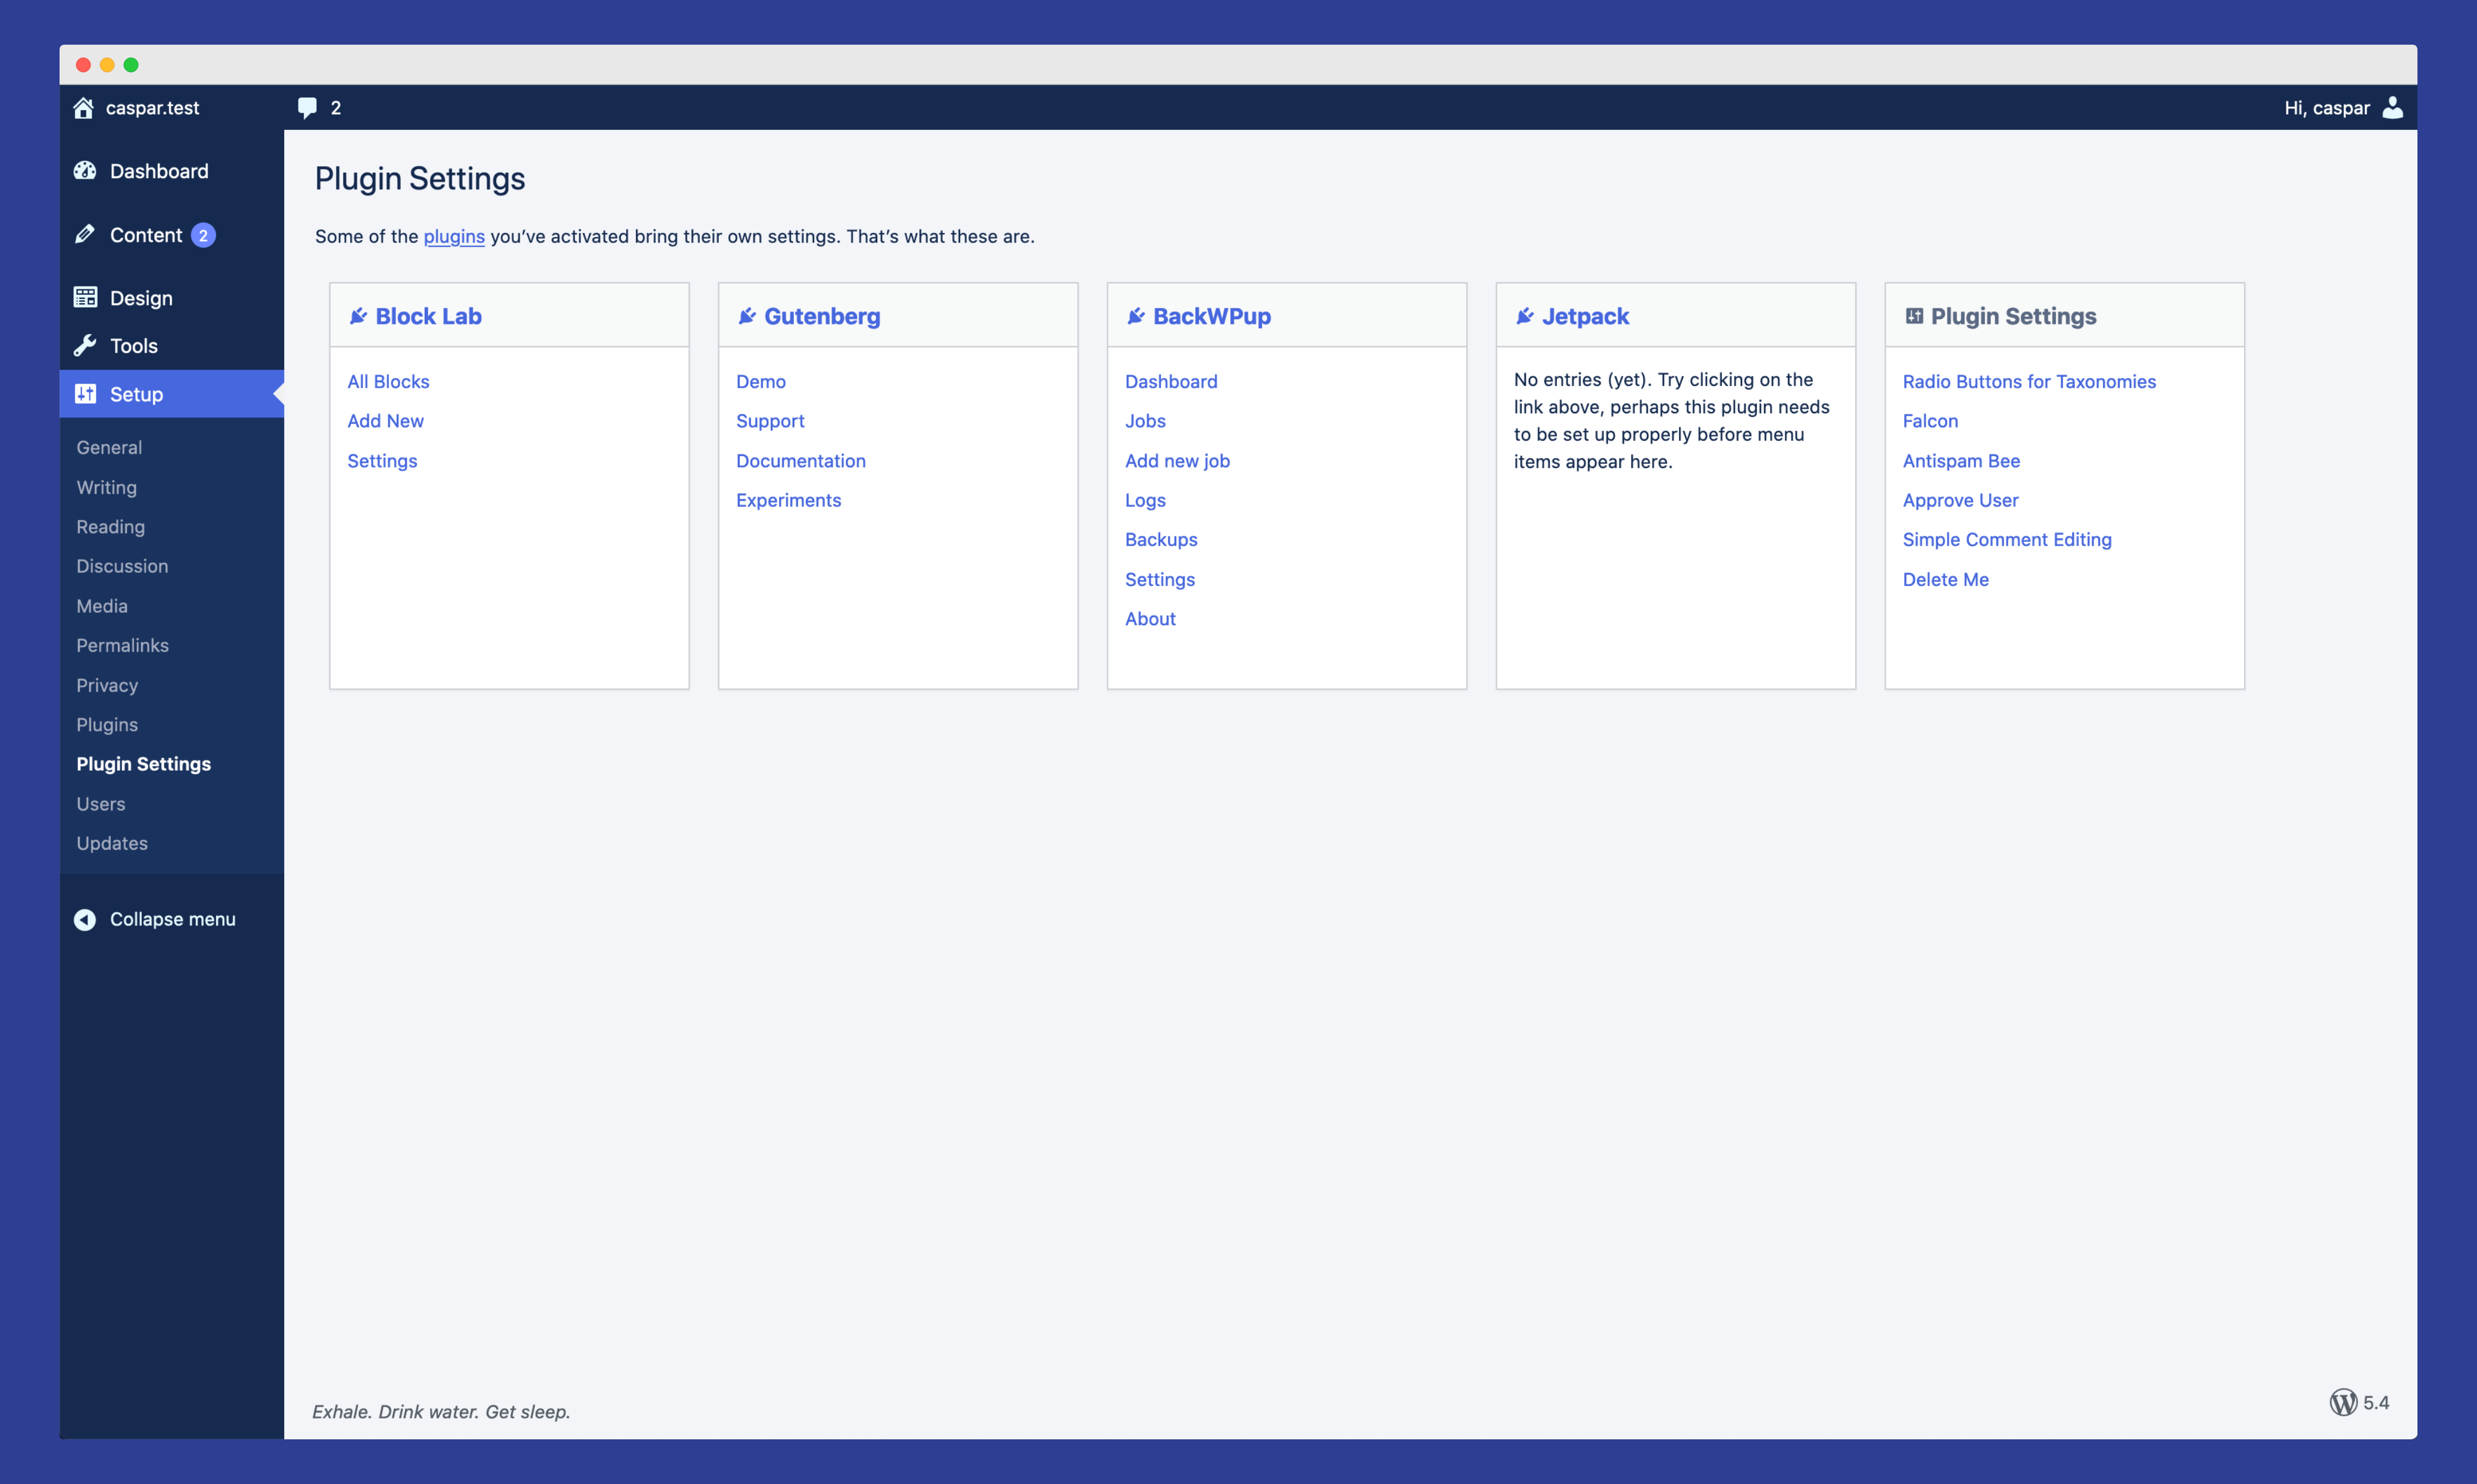 caspar.test
2
Hi, caspar
Dashboard
Content 2
Design
Tools
Setup
General
Writing
Reading
Discussion
Media
Permalinks
Privacy
Plugins
Plugin Settings
Users
Updates
Collapse menu
Plugin Settings
Some of the plugins you’ve activated bring their own settings. That’s what these are.
Block Lab
All Blocks
Add New
Settings
Gutenberg
Demo
Support
Documentation
Experiments
BackWPup
Dashboard
Jobs
Add new job
Logs
Backups
Settings
About
Jetpack
No entries (yet). Try clicking on the
link above, perhaps this plugin needs
to be set up properly before menu
items appear here.
Plugin Settings
Radio Buttons for Taxonomies
Falcon
Antispam Bee
Approve User
Simple Comment Editing
Delete Me
Exhale. Drink water. Get sleep.
5.4